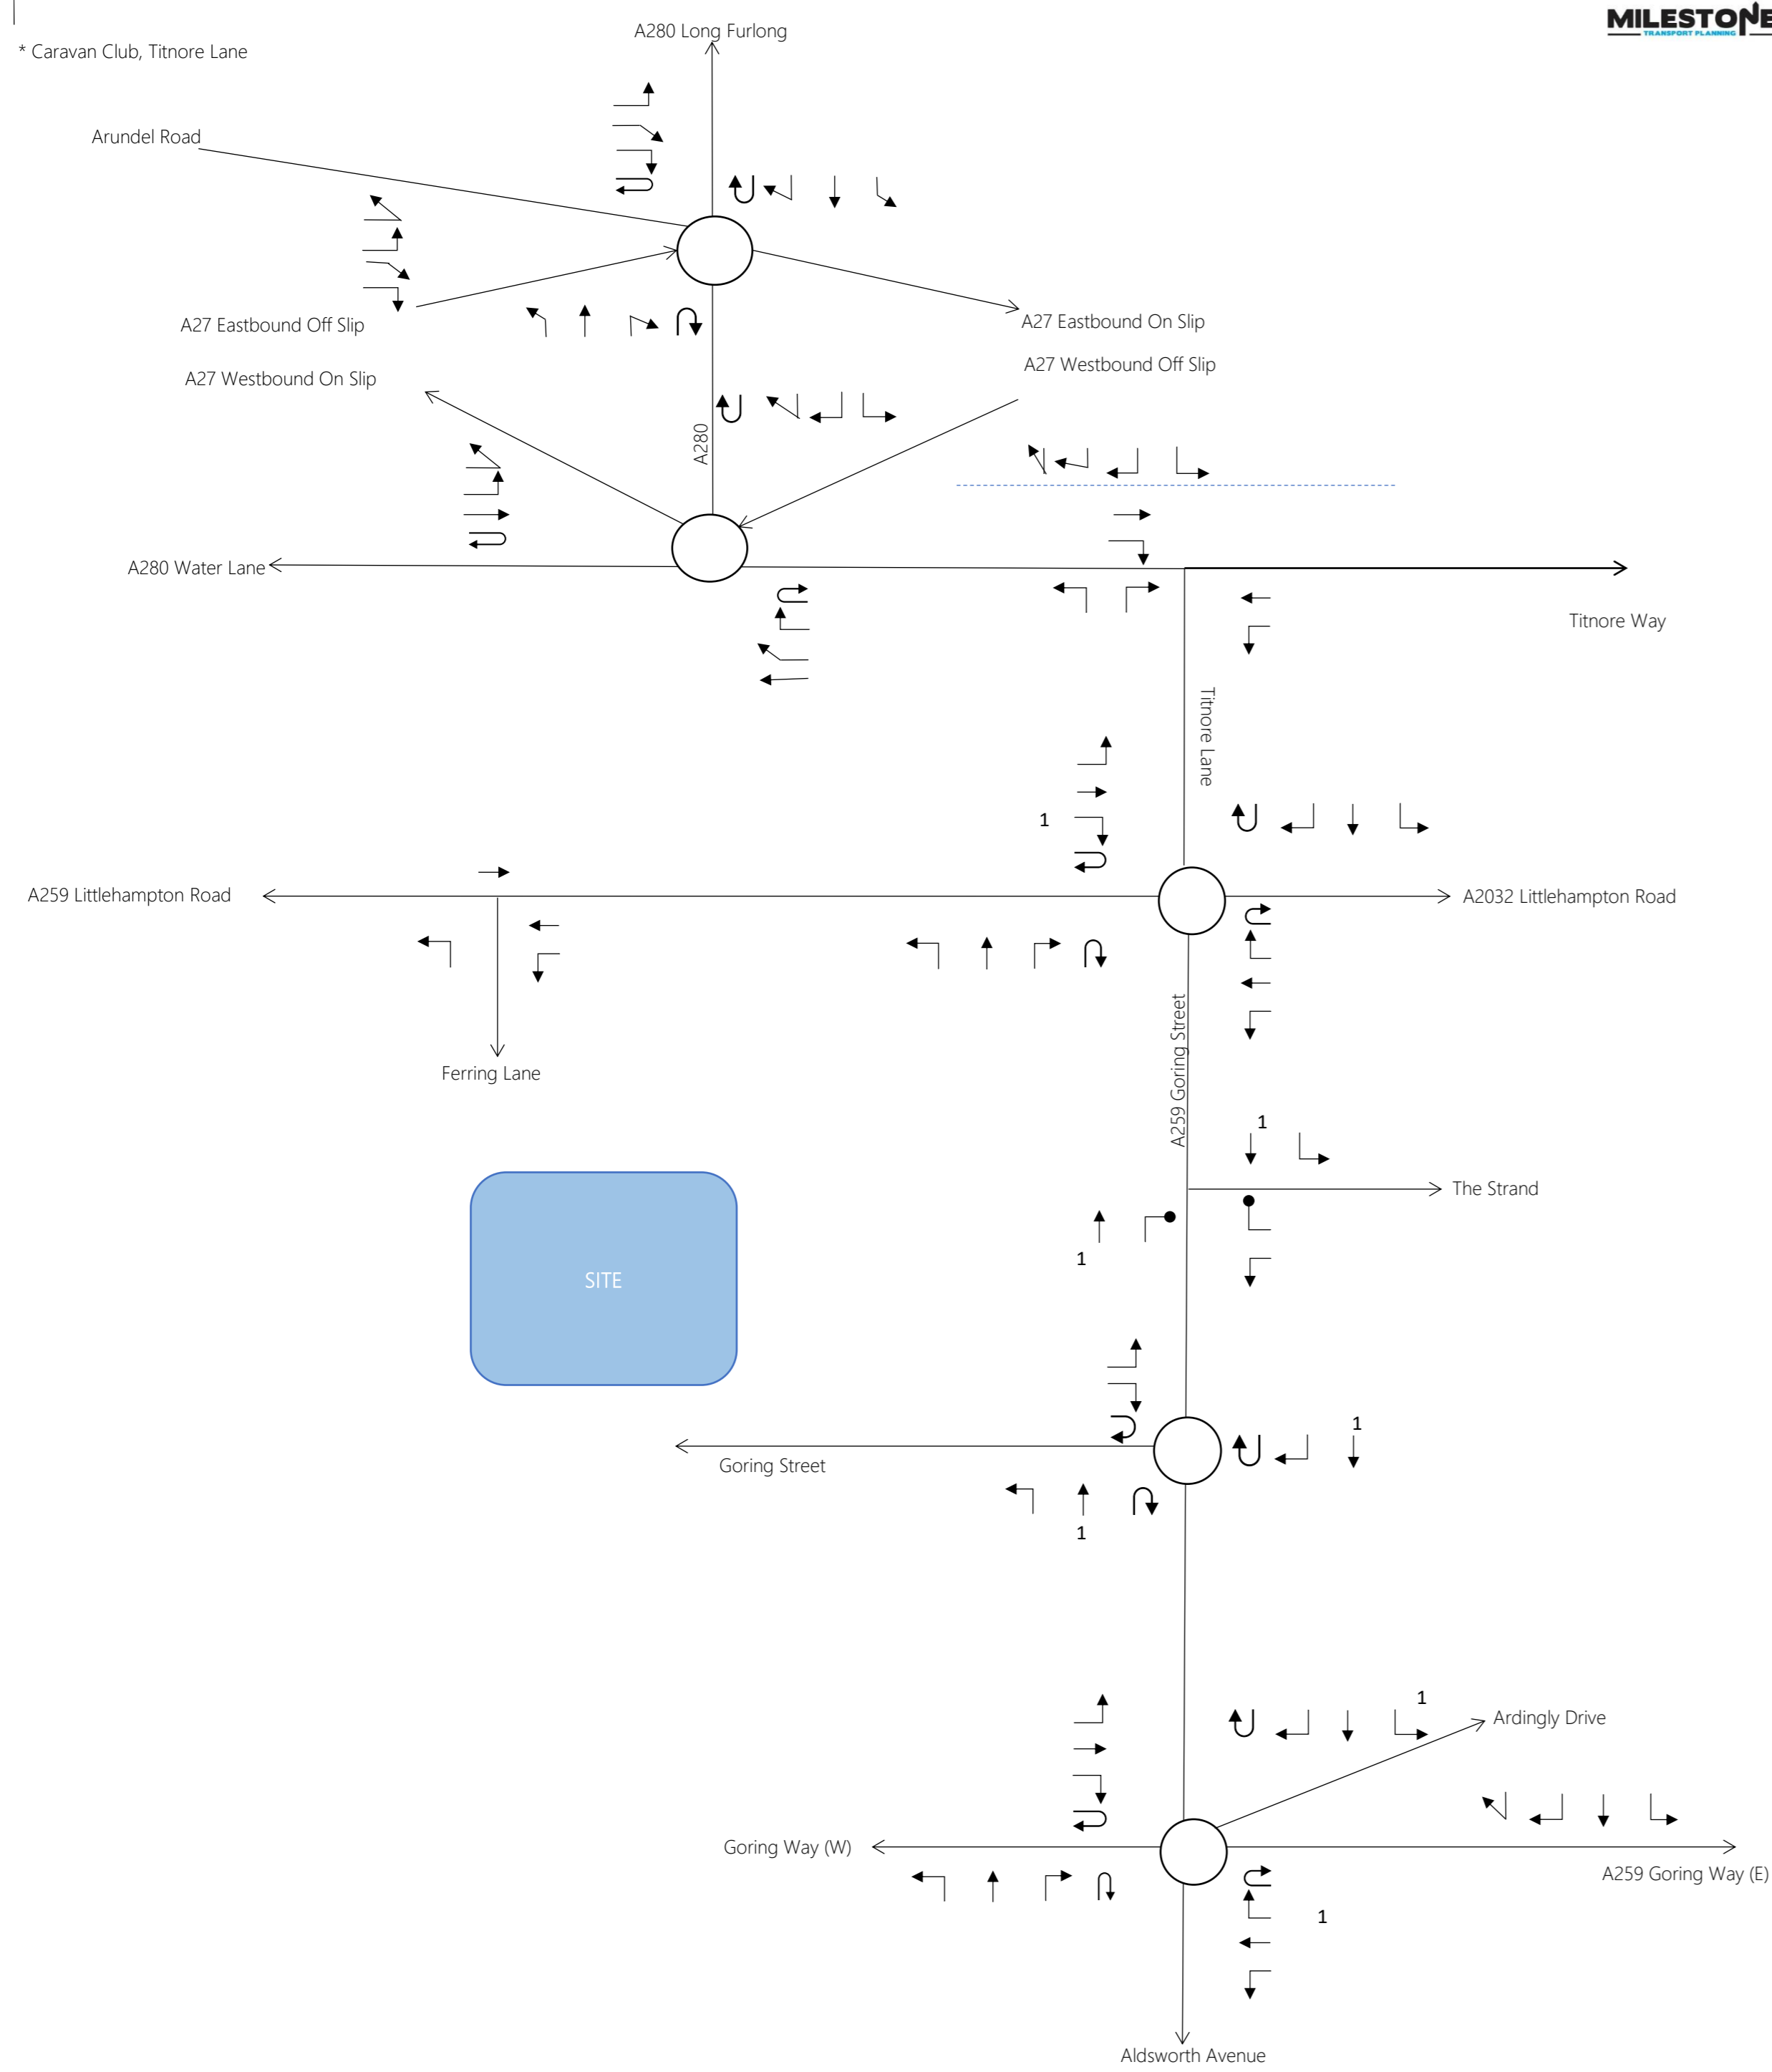 MILESTONE
TRANSPORT PLANNING
A280 Long Furlong
* Caravan Club, Titnore Lane
Arundel Road
A27 Eastbound Off Slip
A27 Eastbound On Slip
A27 Westbound On Slip
A27 Westbound Off Slip
A280
A280 Water Lane
Titnore Way
Titnore Lane
1
A259 Littlehampton Road
A2032 Littlehampton Road
A259 Goring Street
Ferring Lane
1
The Strand
1
SITE
1
Goring Street
1
1
Ardingly Drive
Goring Way (W)
A259 Goring Way (E)
1
Aldsworth Avenue